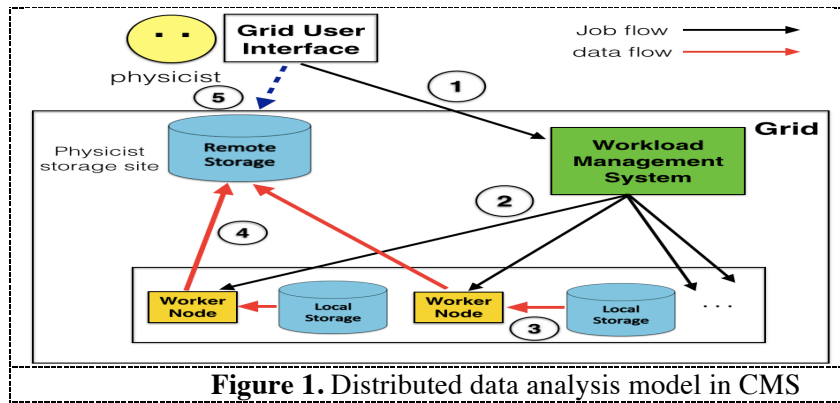 Grid User
Interface
physicist
Job flow
data flow
5
1
Grid
Physicist
storage site
Remote
Storage
Workload
Management
System
2
4
Worker
Node
Local
Storage
Worker
Node
3
Local
Storage
...
Figure 1. Distributed data analysis model in CMS